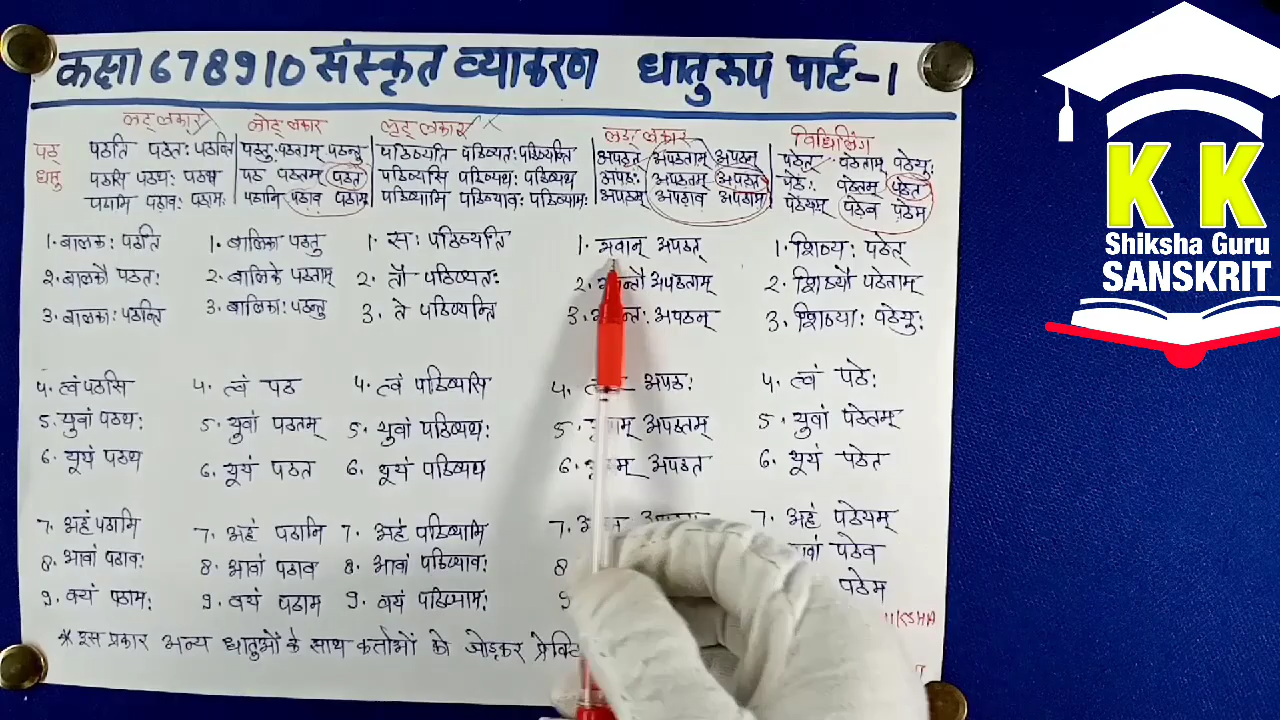 कक्षा 6 7 8 9 10 संस्कृत व्याकरण धातु रूप पार्ट-1
लट् लकार लोट् लकार लृट् लकार लङ् लकार विधिलिंग
पठ् पठति पठतः पठन्ति पठतु पठताम् पठन्तु पठिष्यति पठिष्यतः पठिष्यन्ति अपठत् अपठताम् अपठन् पठेत् पठेताम् पठेयुः
धातु पठसि पठथः पठथ पठ पठतम् पठत पठिष्यसि पठिष्यथः पठिष्यथ अपठः अपठतम् अपठत पठेः पठेतम् पठेत
पठामि पठावः पठामः पठानि पठाव पठाम पठिष्यामि पठिष्यावः पठिष्यामः अपठम् अपठाव अपठाम पठेयम् पठेव पठेम
1. बालकः पठति 1. बालिका पठतु 1. सः पठिष्यति 1. भवान् अपठत् 1. शिष्यः पठेत्
2. बालकौ पठतः 2. बालिके पठताम् 2. तौ पठिष्यतः 2. अपठताम् 2. शिष्यौ पठेताम्
3. बालकाः पठन्ति 3. बालिकाः पठन्तु 3. ते पठिष्यन्ति 3. अपठन् 3. शिष्याः पठेयुः
4. त्वं पठसि 4. त्वं पठ 4. त्वं पठिष्यसि 4. अपठः 4. त्वं पठेः
5. युवां पठथः 5. युवां पठतम् 5. युवां पठिष्यथः 5. अपठतम् 5. युवां पठेतम्
6. यूयं पठथ 6. यूयं पठत 6. यूयं पठिष्यथ 6. अपठत 6. यूयं पठेत
7. अहं पठामि 7. अहं पठानि 7. अहं पठिष्यामि 7. 7. अहं पठेयम्
8. आवां पठावः 8. आवां पठाव 8. आवां पठिष्यावः 8 पठेव
9. वयं पठामः 9. वयं पठाम 9. वयं पठिष्यामः 9 पठेम
* इस प्रकार अन्य धातुओं के साथ कर्ताओं को जोड़कर
K K
Shiksha Guru
SANSKRIT